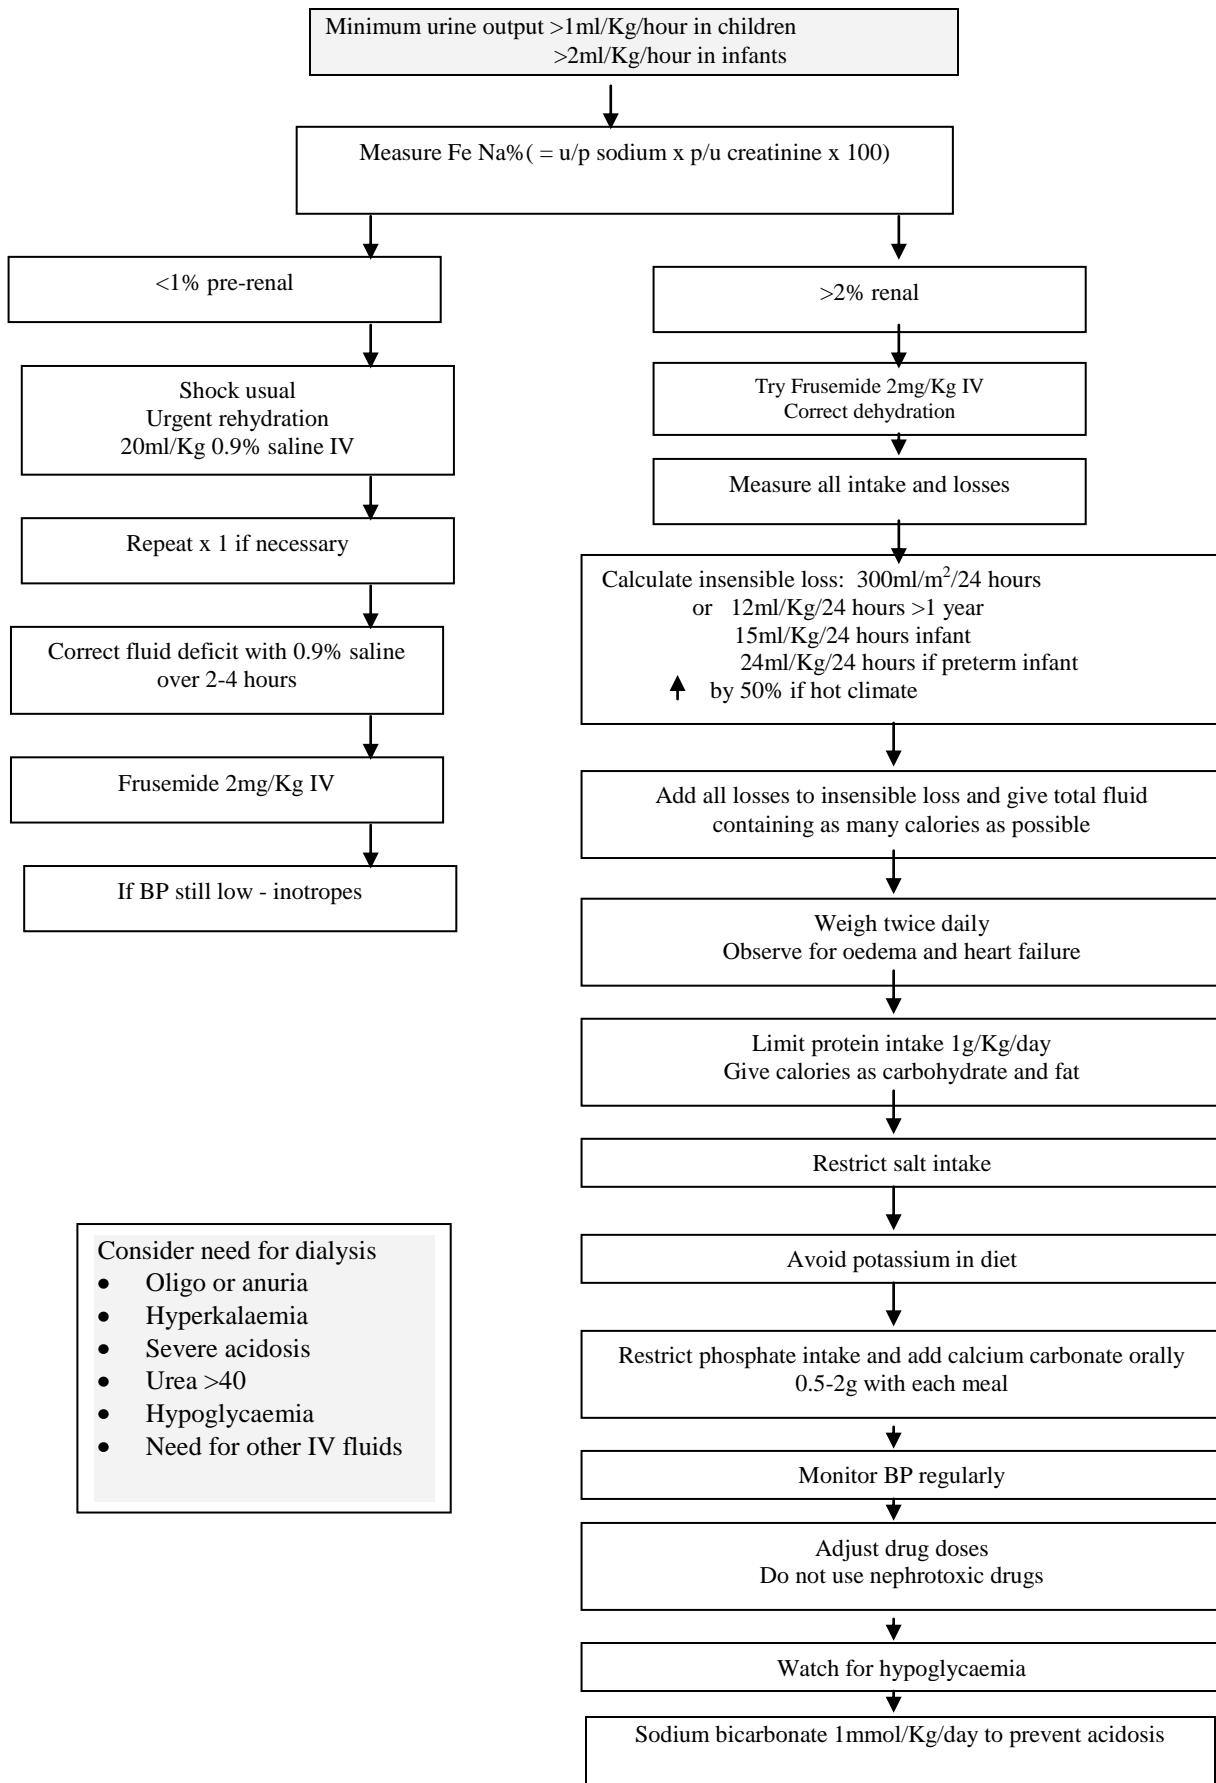 Minimum urine output >1ml/Kg/hour in children
>2ml/Kg/hour in infants
Measure Fe Na%( = u/p sodium x p/u creatinine x 100)
<1% pre-renal
Shock usual
Urgent rehydration
20ml/Kg 0.9% saline IV
Repeat x 1 if necessary
Correct fluid deficit with 0.9% saline
over 2-4 hours
Frusemide 2mg/Kg IV
If BP still low - inotropes
>2% renal
Try Frusemide 2mg/Kg IV
Correct dehydration
Measure all intake and losses
Calculate insensible loss: 300ml/m²/24 hours
or 12ml/Kg/24 hours >1 year
15ml/Kg/24 hours infant
24ml/Kg/24 hours if preterm infant
by 50% if hot climate
Add all losses to insensible loss and give total fluid
containing as many calories as possible
Weigh twice daily
Observe for oedema and heart failure
Limit protein intake 1g/Kg/day
Give calories as carbohydrate and fat
Restrict salt intake
Avoid potassium in diet
Restrict phosphate intake and add calcium carbonate orally
0.5-2g with each meal
Monitor BP regularly
Adjust drug doses
Do not use nephrotoxic drugs
Watch for hypoglycaemia
Sodium bicarbonate 1mmol/Kg/day to prevent acidosis
Consider need for dialysis
• Oligo or anuria
• Hyperkalaemia
• Severe acidosis
• Urea >40
• Hypoglycaemia
• Need for other IV fluids